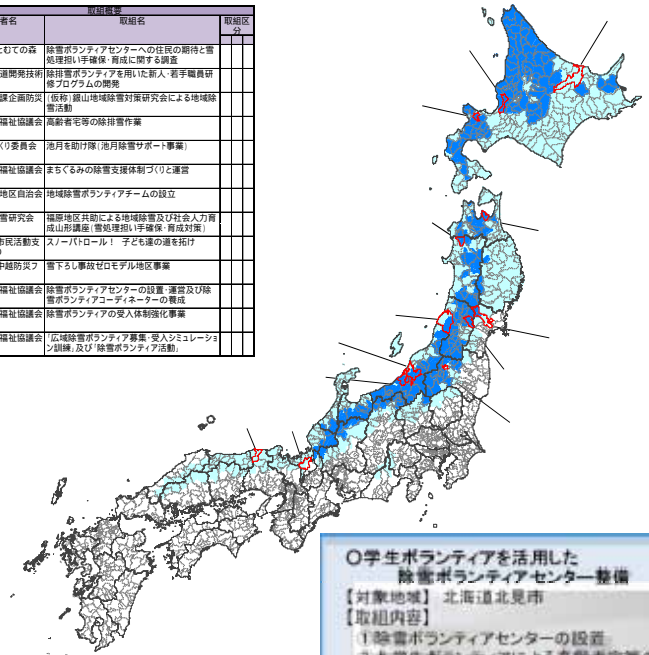 取組概要
者名 取組名 取組区分
とむての森 除雪ボランティアセンターへの住民の期待と雪
処理担い手確保・育成に関する調査
道開発技術 除排雪ボランティアを用いた新人・若手職員研
修プログラムの開発
課企画防災 (仮称)銀山地域除雪対策研究会による地域除
雪活動
福祉協議会 高齢者宅等の除排雪作業
くり委員会 池月を助け隊(池月除雪サポート事業)
福祉協議会 まちぐるみの除雪支援体制づくりと運営
地区自治会 地域除雪ボランティアチームの設立
雪研究会 福原地区共助による地域除雪及び社会人力育
成山形講座(雪処理担い手確保・育成対策)
市民活動支 スノーパトロール! 子ども達の道を拓け
中越防災フ 雪下ろし事故ゼロモデル地区事業
福祉協議会 除雪ボランティアセンターの設置・運営及び除
雪ボランティアコーディネーターの養成
福祉協議会 除雪ボランティアの受入体制強化事業
福祉協議会 「広域除雪ボランティア募集・受入シミュレーショ
ン訓練」及び「除雪ボランティア活動」
○学生ボランティアを活用した
除雪ボランティアセンター整備
【対象地域】 北海道北見市
【取組内容】
1 除雪ボランティアセンターの設置